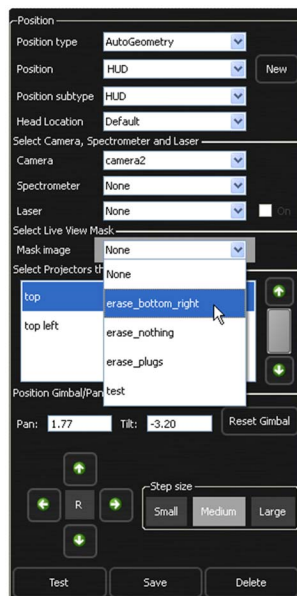 Position
Position type AutoGeometry
Position HUD New
Position subtype HUD
Head Location Default
Select Camera, Spectrometer and Laser
Camera camera2
Spectrometer None
Laser None On
Select Live View Mask
Mask image None
None
Select Projectors th
top erase_bottom_right
top left erase_nothing
erase_plugs
test
Position Gimbal/Pan
Pan: 1.77 Tilt: -3.20 Reset Gimbal
Step size
R Small Medium Large
Test Save Delete